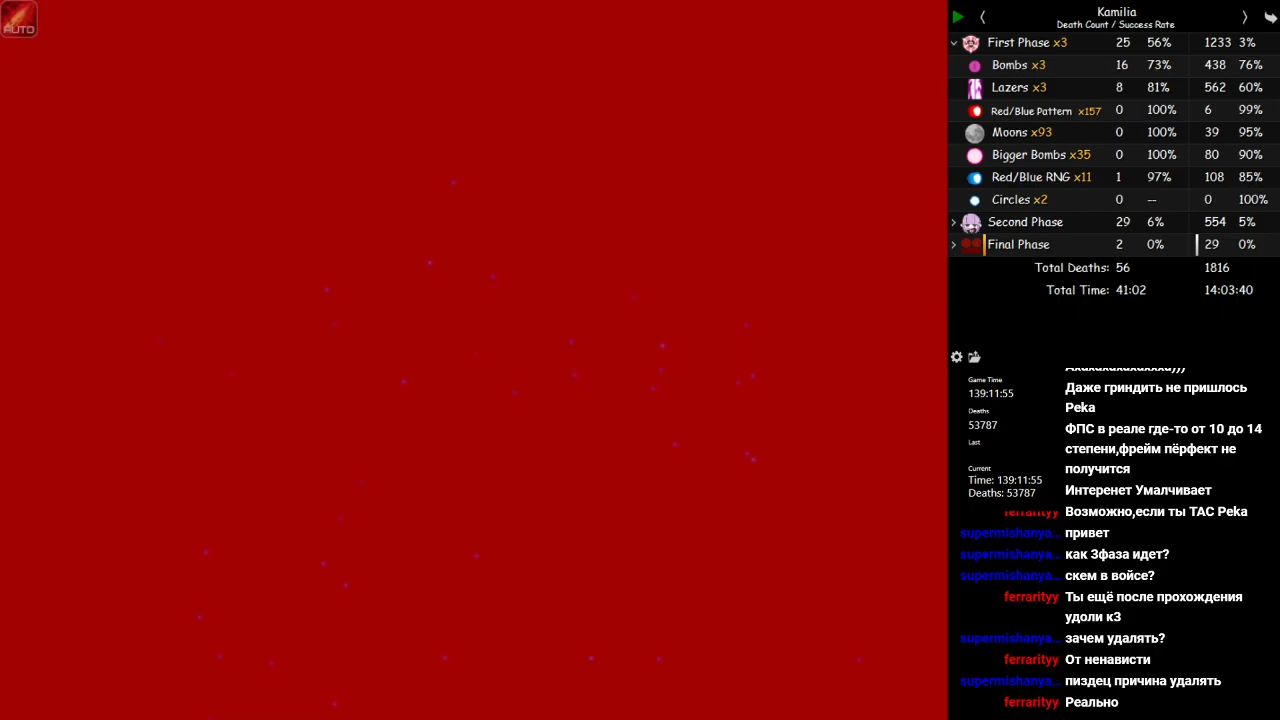 AUTO
Kamilia
Death Count / Success Rate
First Phase x3 25 56% 1233 3%
Bombs x3 16 73% 438 76%
Lazers x3 8 81% 562 60%
Red/Blue Pattern x157 0 100% 6 99%
Moons x93 0 100% 39 95%
Bigger Bombs x35 0 100% 80 90%
Red/Blue RNG x11 1 97% 108 85%
Circles x2 0 -- 0 100%
Second Phase 29 6% 554 5%
Final Phase 2 0% 29 0%
Total Deaths: 56 1816
Total Time: 41:02 14:03:40
Game Time
139:11:55
Deaths
53787
Last
Current
Time: 139:11:55
Deaths: 53787
Даже гриндить не пришлось
Peka
ФПС в реале где-то от 10 до 14
степени,фрейм пёрфект не
получится
Интеренет Умалчивает
ferrarityy Возможно,если ты ТАС Peka
supermishanya... привет
supermishanya... как 3фаза идет?
supermishanya... скем в войсе?
ferrarityy Ты ещё после прохождения
удоли к3
supermishanya... зачем удалять?
ferrarityy От ненависти
supermishanya... пиздец причина удалять
ferrarityy Реально